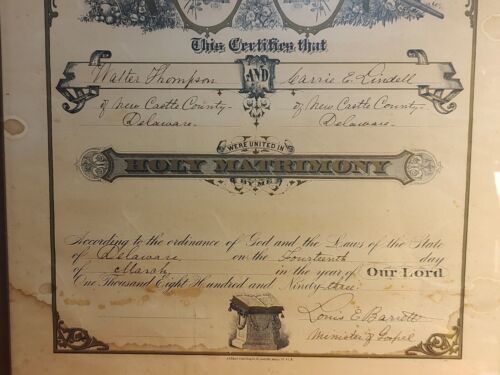 This Certifies that
Walter Thompson AND Carrie E. Lindell
of New Castle County- of New Castle County-
Delaware. Delaware.
WERE UNITED IN
HOLY MATRIMONY
BY ME
According to the ordinance of God and the Laws of the State
of Delaware on the Fourteenth day
of March in the year of Our Lord
One Thousand Eight Hundred and Ninety-three.
Louis E. Barrett
Minister of Gospel